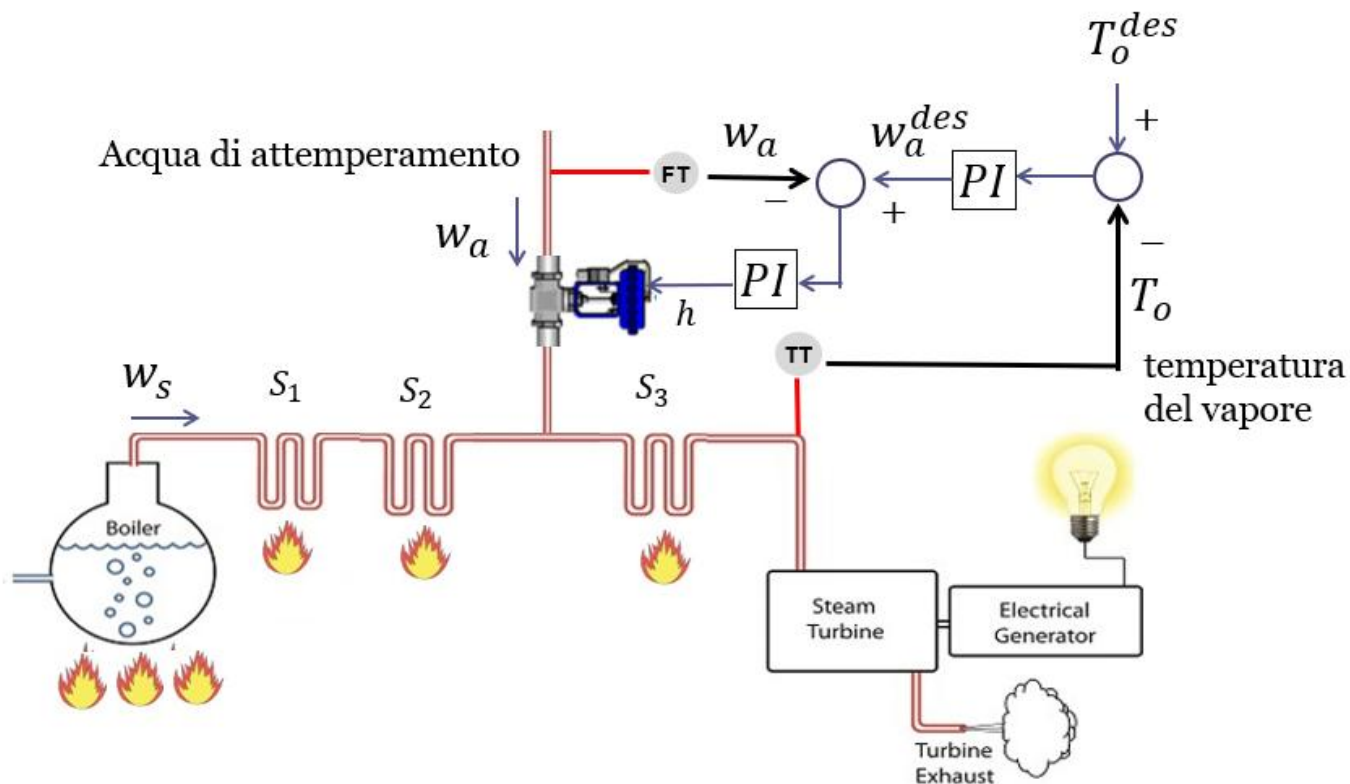 T_o^{des}
+
Acqua di attemperamento
FT
w_a
−
w_a^{des}
+
PI
w_a
h
PI
−
T_o
TT
temperatura
del vapore
w_s
S_1
S_2
S_3
Boiler
Steam
Turbine
Electrical
Generator
Turbine
Exhaust